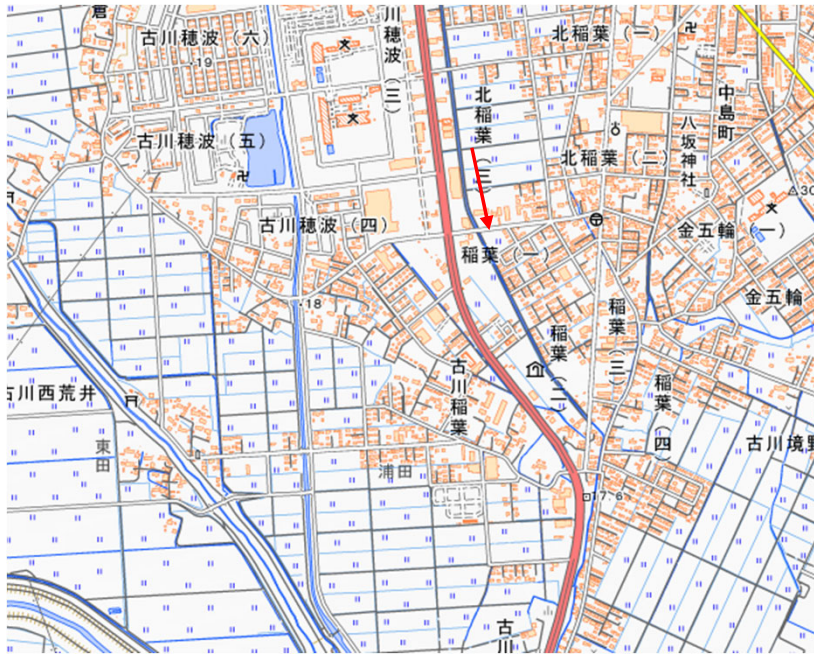 倉
古川穂波(六)
19
川穂波(三)
北稲葉(一)
中島町
八坂神社
北稲葉(三)
古川穂波(五)
北稲葉(二)
30
古川穂波(四)
金五輪(一)
稲葉(一)
金五輪
18
稲葉(三)
稲葉(二)
古川稲葉
稲葉(四
古川西荒井
東田
古川境野
浦田
17.6
古川